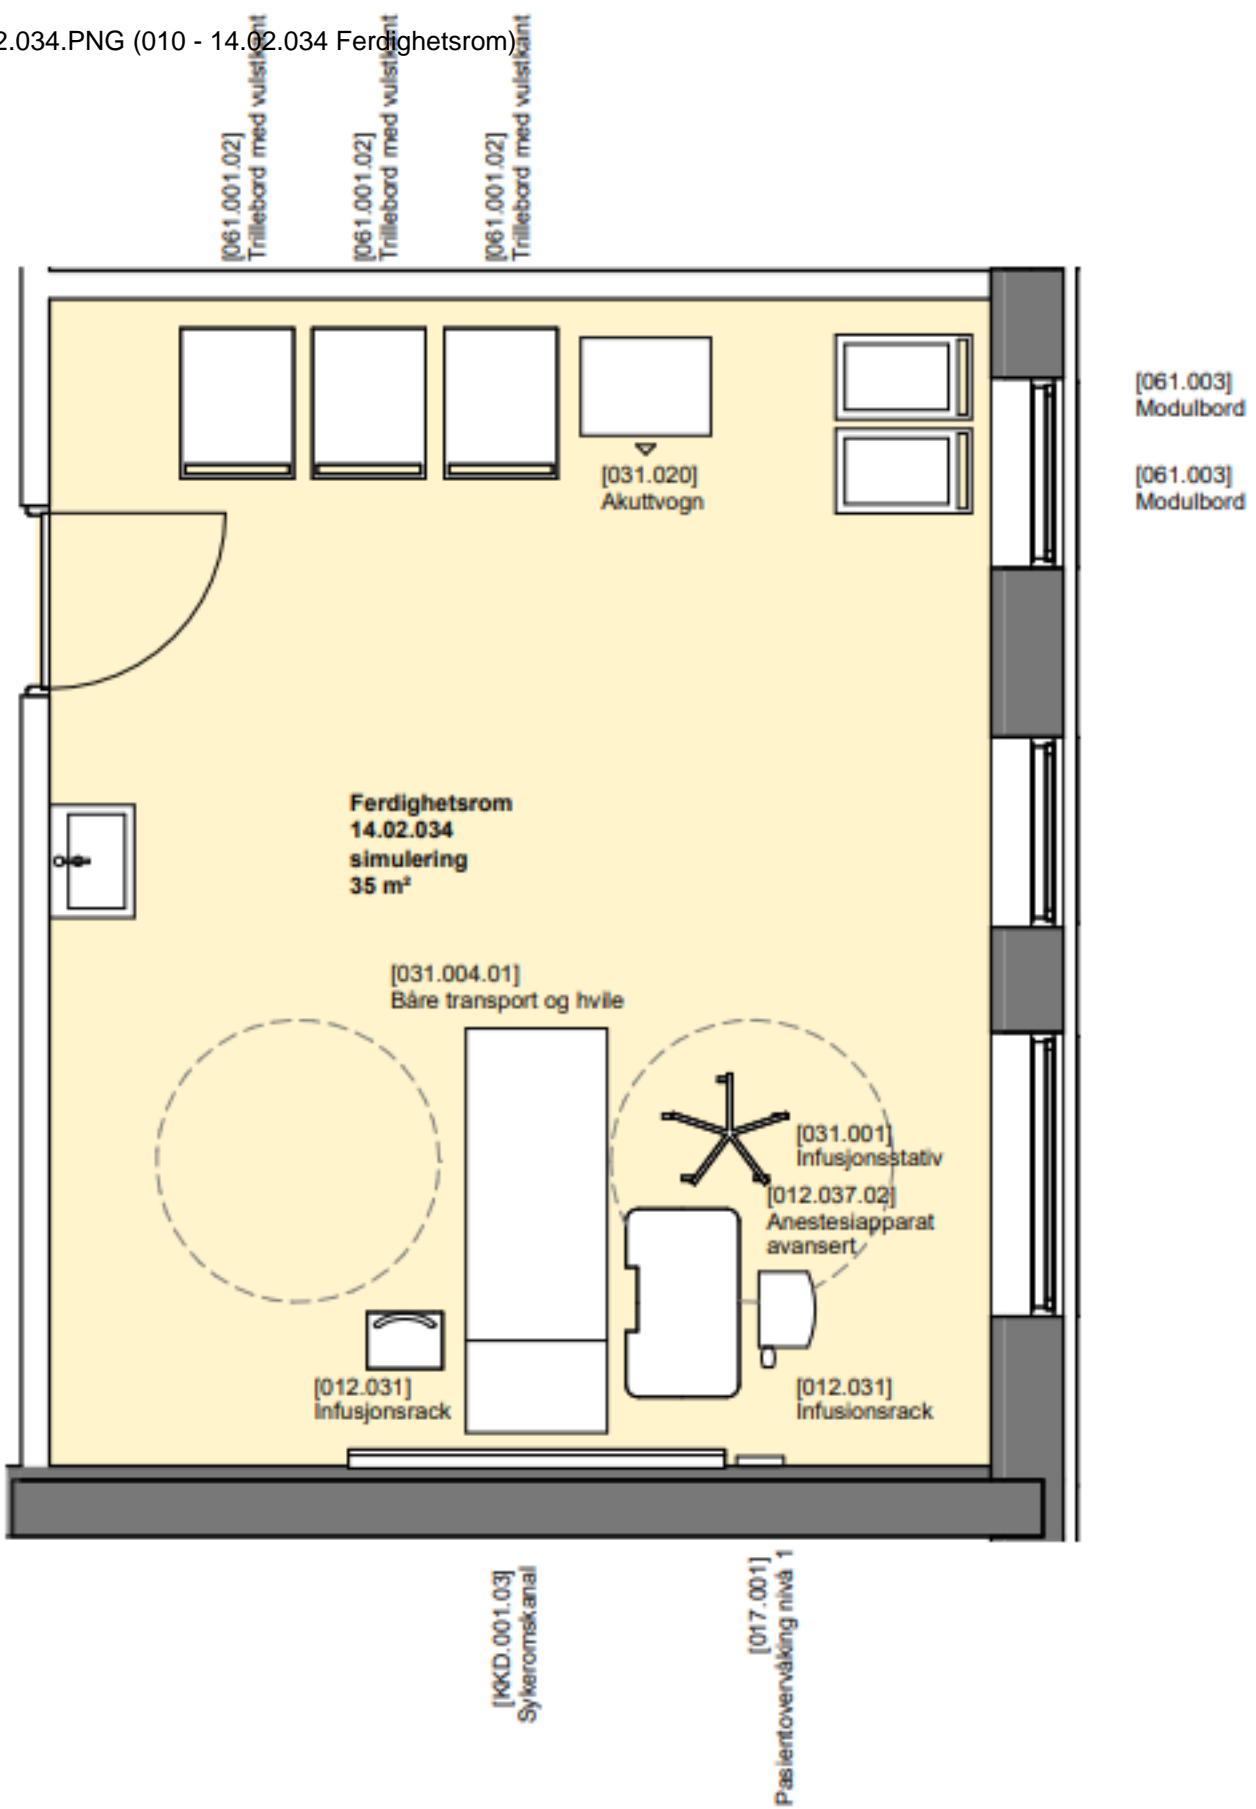 2.034.PNG (010 - 14.02.034 Ferdighetsrom)
[061.001.02]
Trillebord med vulstkant
[061.001.02]
Trillebord med vulstkant
[061.001.02]
Trillebord med vulstkant
[061.003]
Modulbord
[061.003]
Modulbord
[031.020]
Akuttvogn
Ferdighetsrom
14.02.034
simulering
35 m²
[031.004.01]
Båre transport og hvile
[031.001]
Infusjonsstativ
[012.037.02]
Anestesiapparat
avansert
[012.031]
Infusjonsrack
[012.031]
Infusionsrack
[KKD.001.03]
Sykeromskanal
[017.001]
Pasientovervåking nivå 1